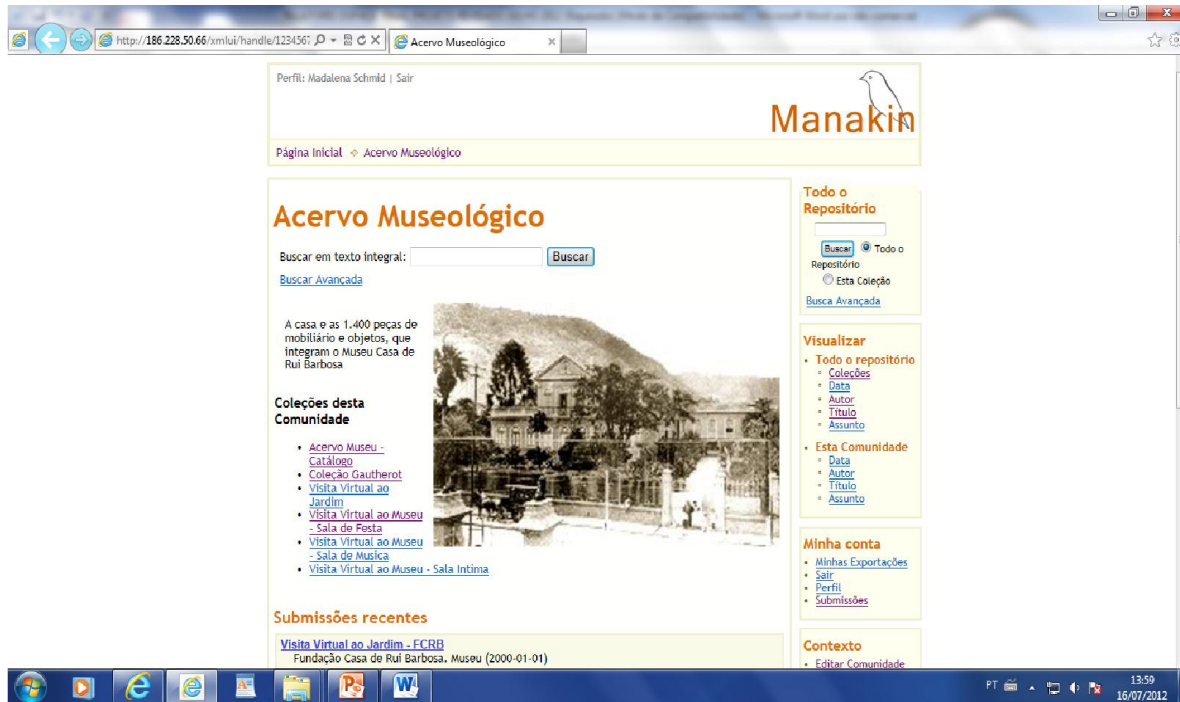 http://186.228.50.66/xmlui/handle/1234567
Acervo Museológico
Perfil: Madalena Schmid | Sair
Manakin
Página Inicial Acervo Museológico
Acervo Museológico
Buscar em texto integral: Buscar
Buscar Avançada
A casa e as 1.400 peças de
mobiliário e objetos, que
integram o Museu Casa de
Rui Barbosa
Coleções desta
Comunidade
Acervo Museu -
Catálogo
Coleção Gautherot
Visita Virtual ao
Jardim
Visita Virtual ao Museu
- Sala de Festa
Visita Virtual ao Museu
- Sala de Musica
Visita Virtual ao Museu - Sala Intima
Submissões recentes
Visita Virtual ao Jardim - FCRB
Fundação Casa de Rui Barbosa. Museu (2000-01-01)
Todo o
Repositório
Buscar Todo o
Repositório
Esta Coleção
Busca Avançada
Visualizar
Todo o repositório
Coleções
Data
Autor
Título
Assunto
Esta Comunidade
Data
Autor
Título
Assunto
Minha conta
Minhas Exportações
Sair
Perfil
Submissões
Contexto
Editar Comunidade
PT 13:59
16/07/2012